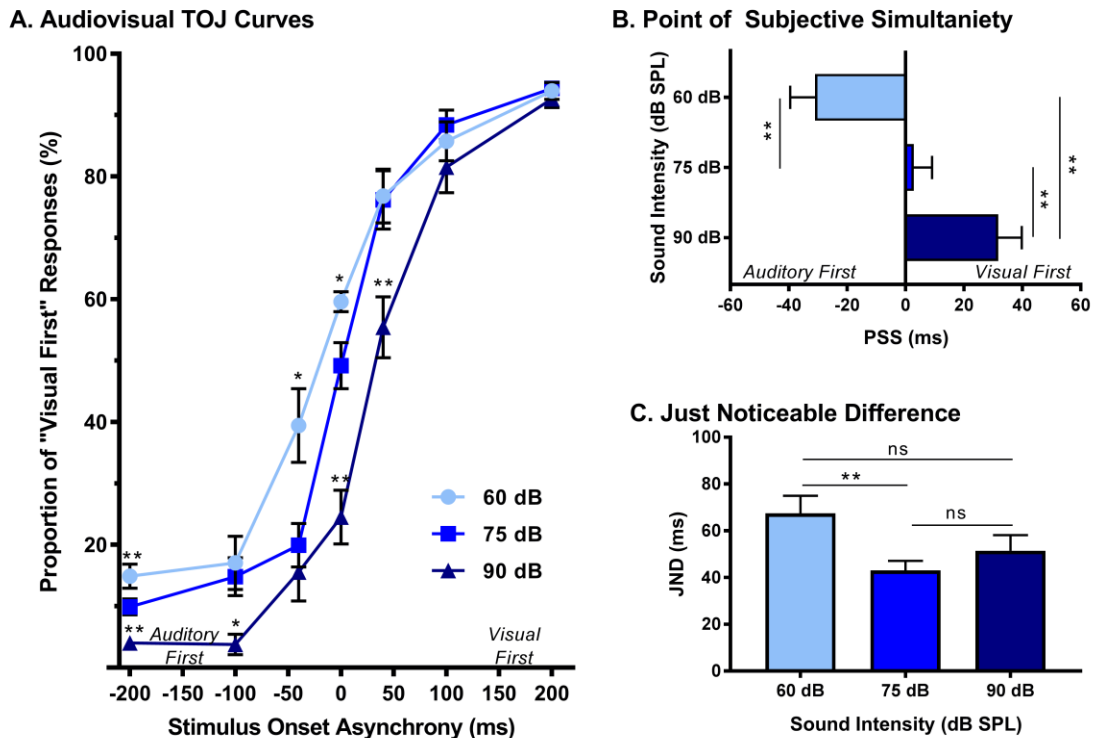 A. Audiovisual TOJ Curves
Proportion of "Visual First" Responses (%)
100
80
60
40
20
**
**
*
*
*
**
**
60 dB
75 dB
90 dB
Auditory
First
Visual
First
-200
-100
-50
0
50
100
200
Stimulus Onset Asynchrony (ms)
B. Point of Subjective Simultaniety
Sound Intensity (dB SPL)
60 dB
75 dB
90 dB
**
**
**
Auditory First
Visual First
-60
-40
-20
0
20
40
60
PSS (ms)
C. Just Noticeable Difference
JND (ms)
100
80
60
40
20
0
ns
**
ns
60 dB
75 dB
90 dB
Sound Intensity (dB SPL)